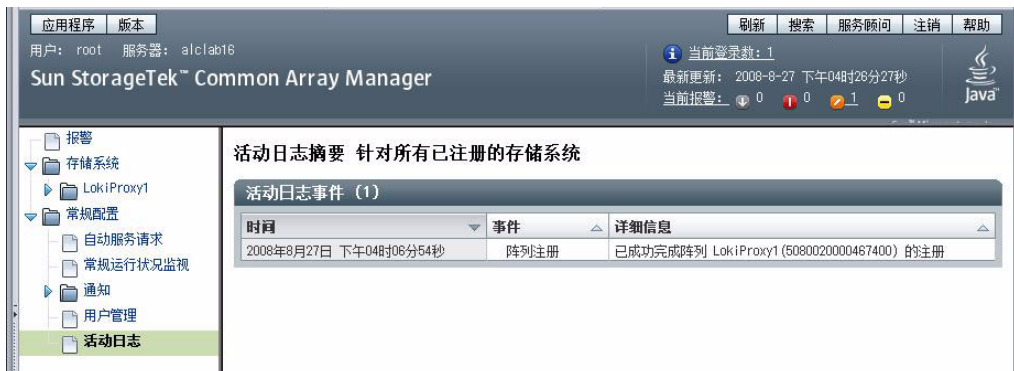 应用程序 版本 刷新 搜索 服务顾问 注销 帮助
用户: root 服务器: alclab16
当前登录数: 1
Sun StorageTek™ Common Array Manager
最新更新: 2008-8-27 下午04时26分27秒
当前报警: 0 0 1 0
Java™
报警
存储系统
LokiProxy1
常规配置
自动服务请求
常规运行状况监视
通知
用户管理
活动日志
活动日志摘要 针对所有已注册的存储系统
活动日志事件 (1)
时间 事件 详细信息
2008年8月27日 下午04时06分54秒 阵列注册 已成功完成阵列 LokiProxy1 (5080020000467400) 的注册